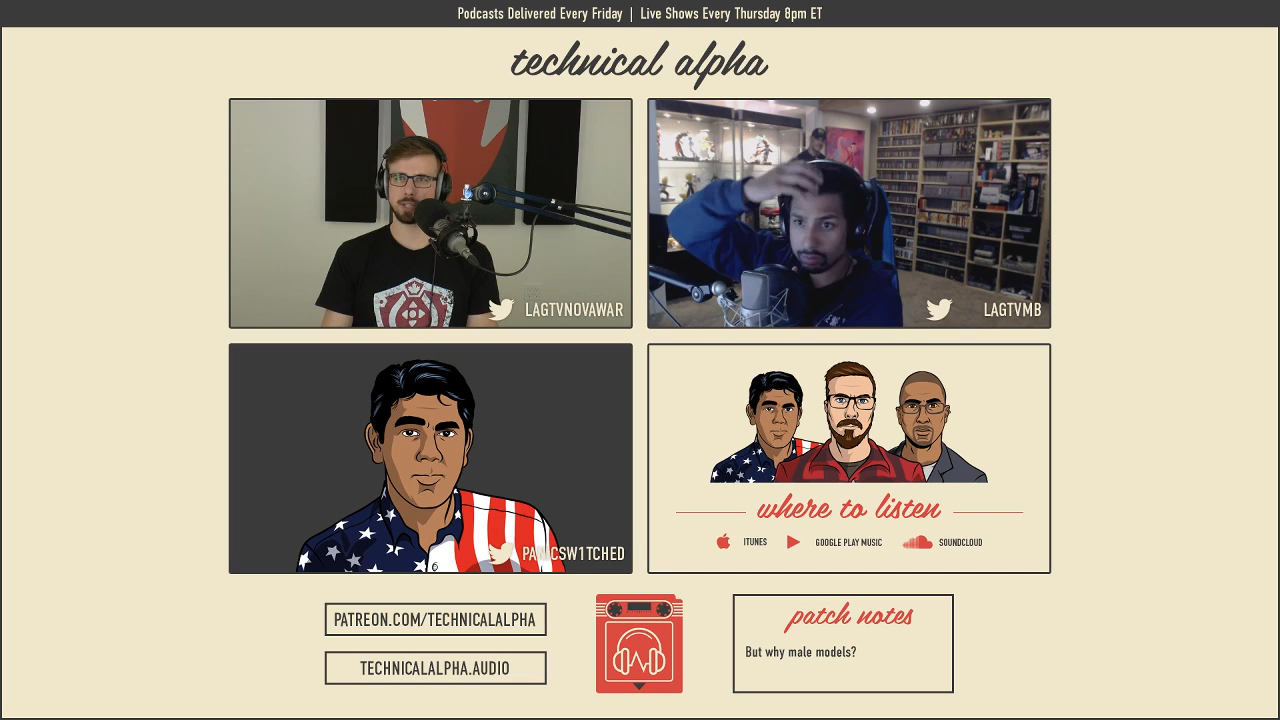 Podcasts Delivered Every Friday | Live Shows Every Thursday 8pm ET
technical alpha
LAGTVNOVAWAR
LAGTVMB
PANICSW1TCHED
where to listen
ITUNES
GOOGLE PLAY MUSIC
SOUNDCLOUD
PATREON.COM/TECHNICALALPHA
TECHNICALALPHA.AUDIO
patch notes
But why male models?